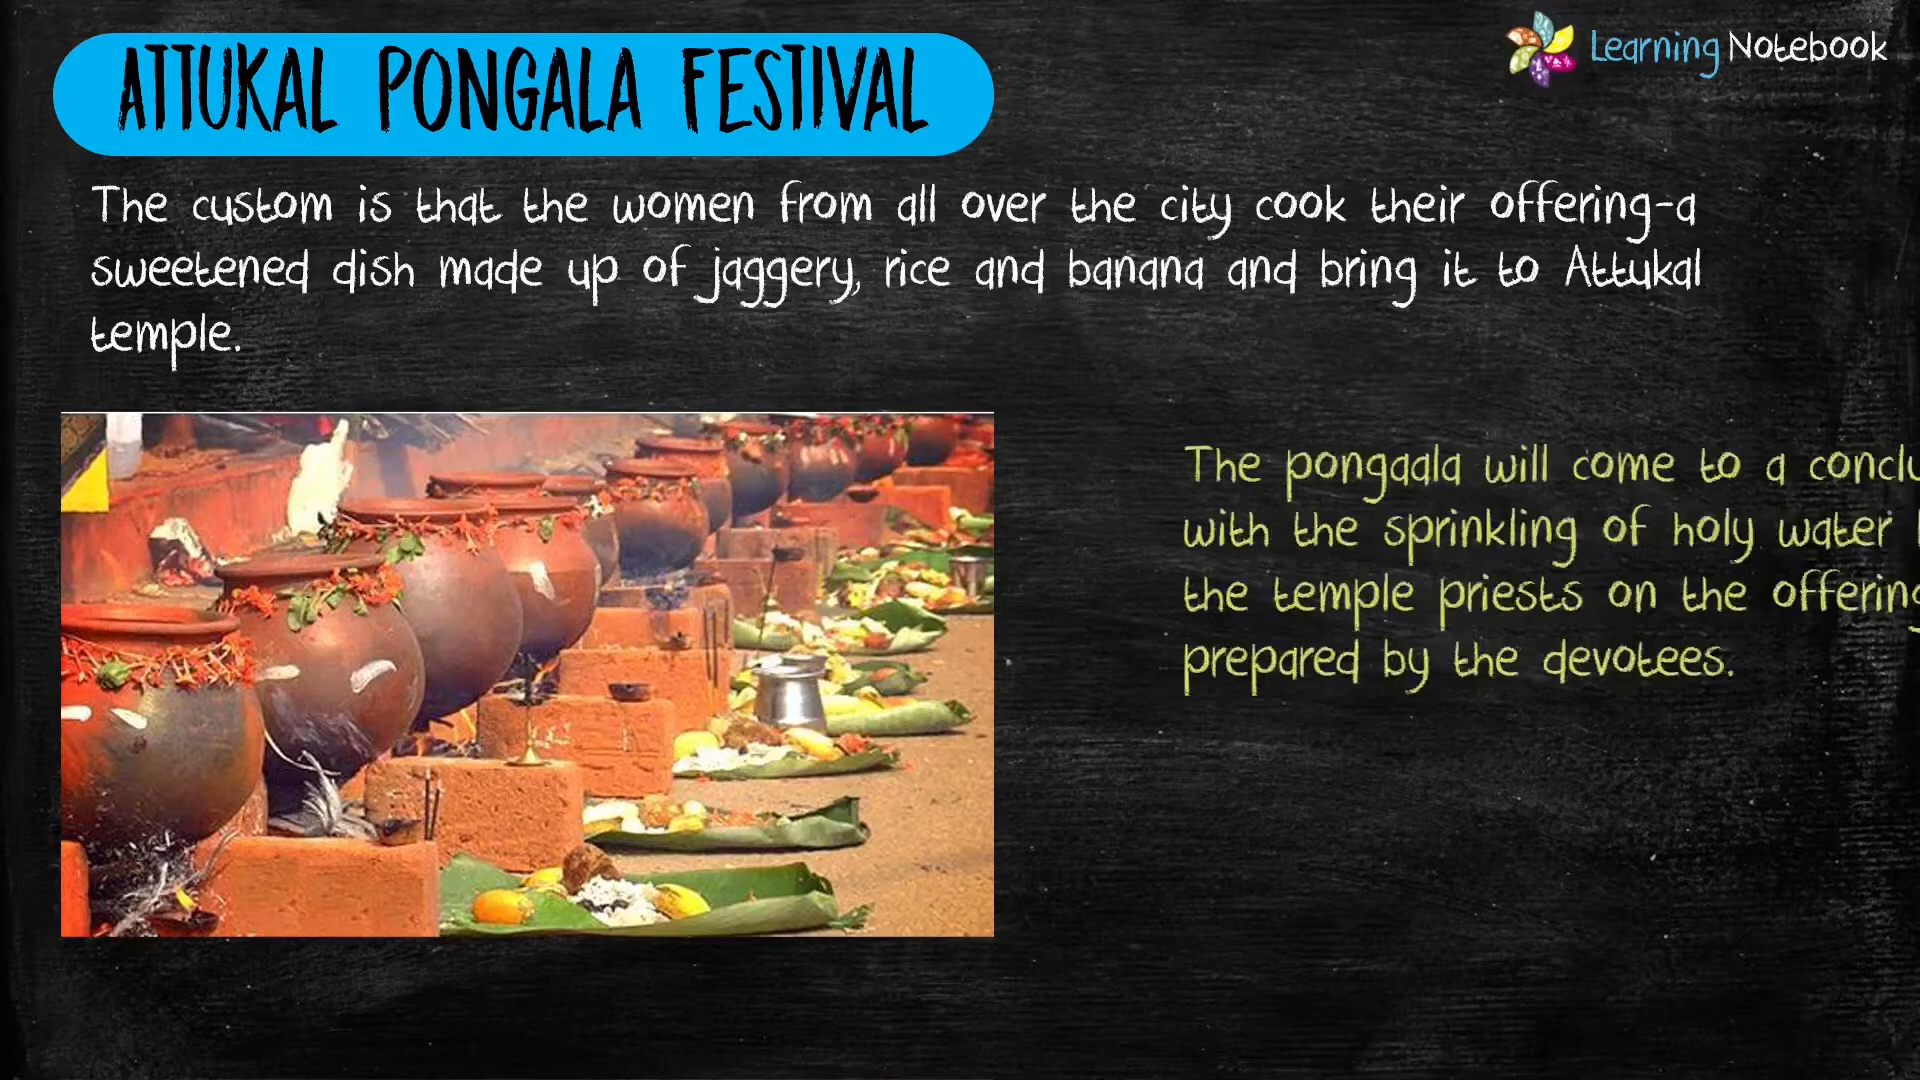 ATTUKAL PONGALA FESTIVAL
Learning Notebook
The custom is that the women from all over the city cook their offering-a
sweetened dish made up of jaggery, rice and banana and bring it to Attukal
temple.
The pongaala will come to a
with the sprinkling of holy water
the temple priests on the
prepared by the devotees.